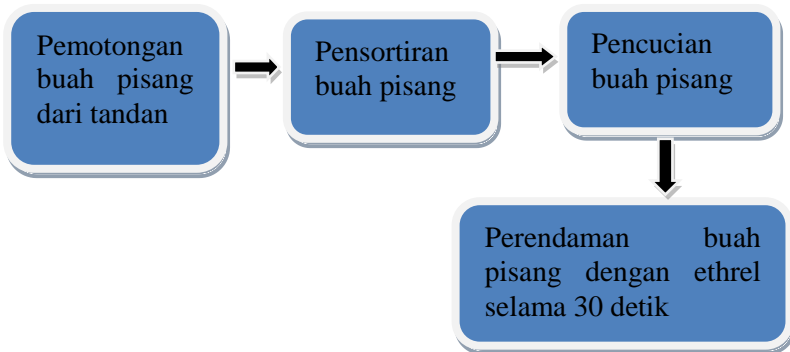 Pemotongan
buah pisang
dari tandan
Pensortiran
buah pisang
Pencucian
buah pisang
Perendaman buah
pisang dengan ethrel
selama 30 detik